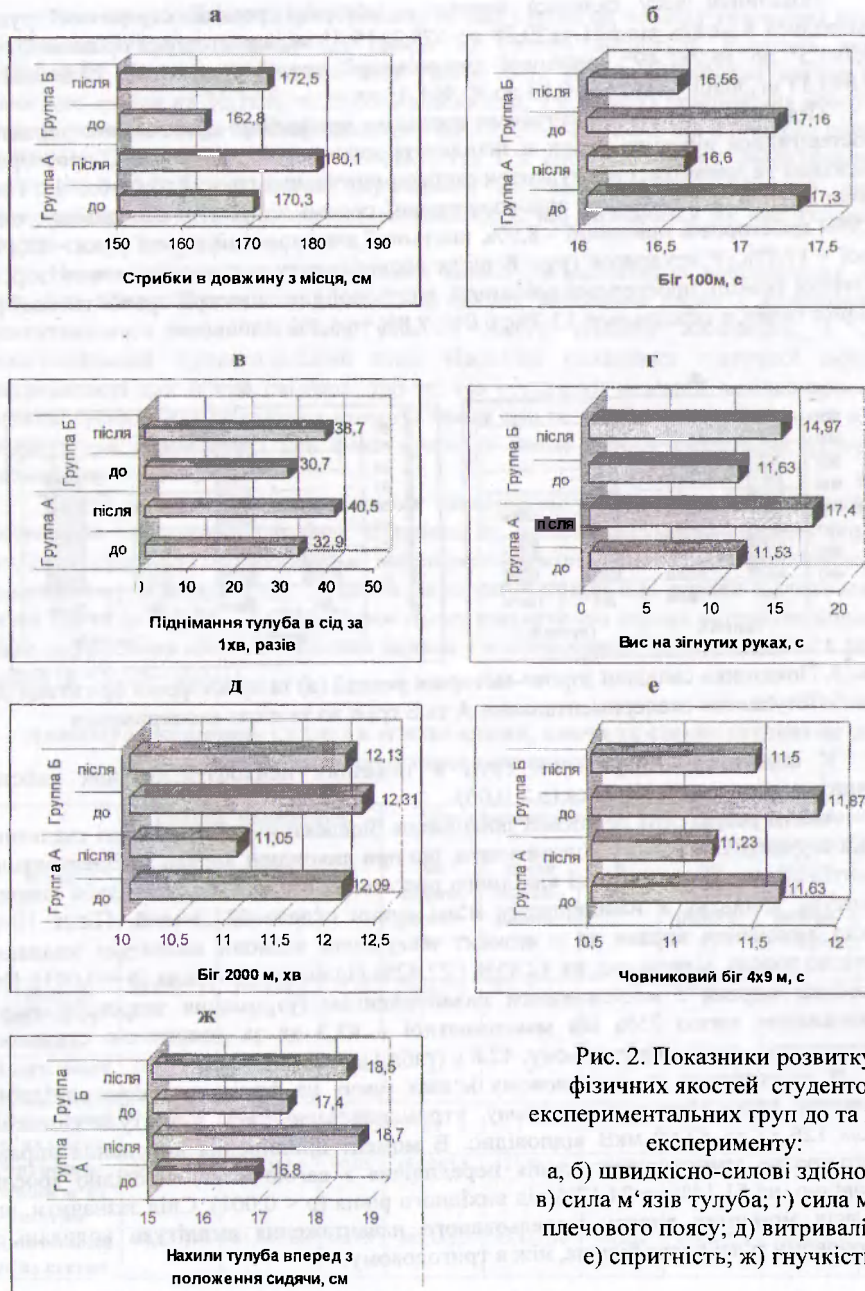 а
Группа Б
після
172,5
до
162,8
Группа А
після
180,1
до
170,3
150 160 170 180 190
Стрибки в довжину з місця, см
б
Группа Б
після
16,56
до
17,16
Группа А
після
16,6
до
17,3
16 16,5 17 17,5
Біг 100м, с
в
Группа Б
після
38,7
до
30,7
Группа А
після
40,5
до
32,9
10 20 30 40 50
Піднімання тулуба в сід за
1хв, разів
г
Группа Б
після
14,97
до
11,63
Группа А
після
17,4
до
11,53
0 5 10 15 20
Вис на зігнутих руках, с
д
Группа Б
після
12,13
до
12,31
Группа А
після
11,05
до
12,09
10 10,5 11 11,5 12 12,5
Біг 2000 м, хв
е
Группа Б
після
11,5
до
11,87
Группа А
після
11,23
до
11,63
10,5 11 11,5 12
Човниковий біг 4х9 м, с
ж
Группа
Б
після
18,5
до
17,4
Группа
А
після
18,7
до
16,8
15 16 17 18 19
Нахили тулуба вперед з
положення сидячи, см
Рис. 2. Показники розвитку
фізичних якостей студенто
експериментальних груп до та
експерименту:
а, б) швидкісно-силові здібно
в) сила м‘язів тулуба; г) сила м
плечового поясу; д) витривалі
е) спритність; ж) гнучкість